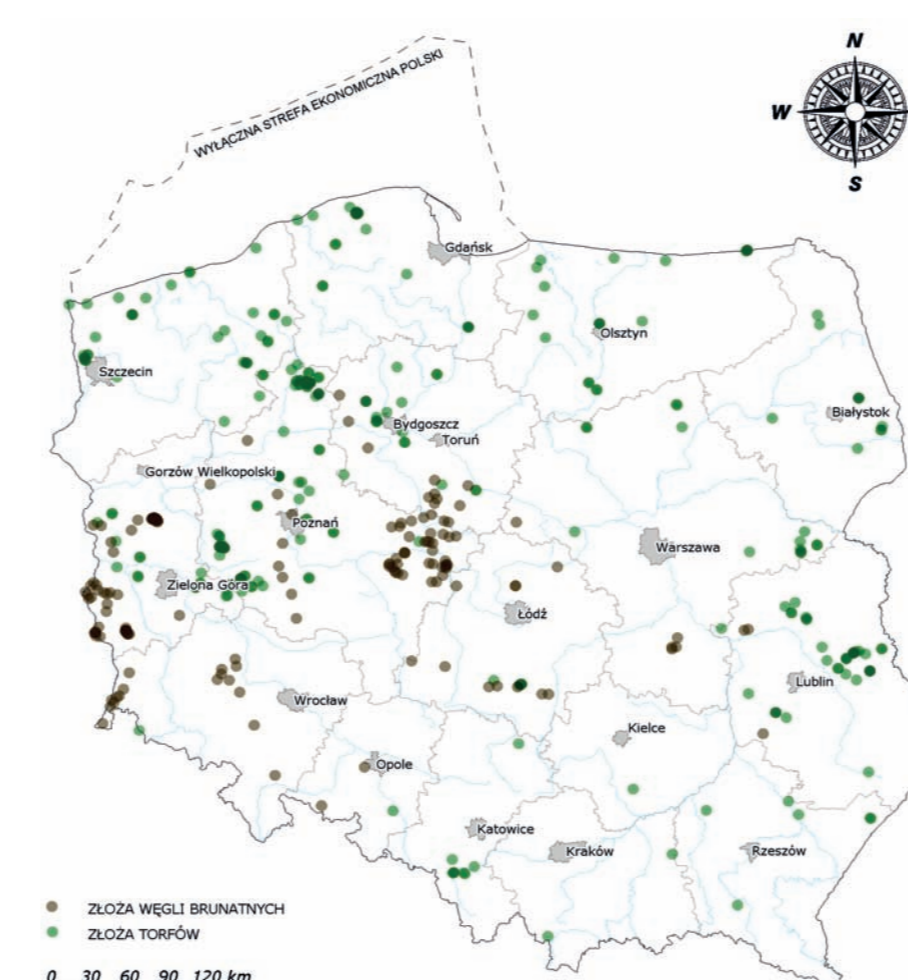 WYŁĄCZNA STREFA EKONOMICZNA POLSKI
N
W
S
Gdańsk
Olsztyn
Szczecin
Białystok
Bydgoszcz
Toruń
Gorzów Wielkopolski
Poznań
Warszawa
Zielona Góra
Łódź
Lublin
Wrocław
Kielce
Opole
Katowice
Kraków
Rzeszów
ZŁOŻA WĘGLI BRUNATNYCH
ZŁOŻA TORFÓW
0 30 60 90 120 km